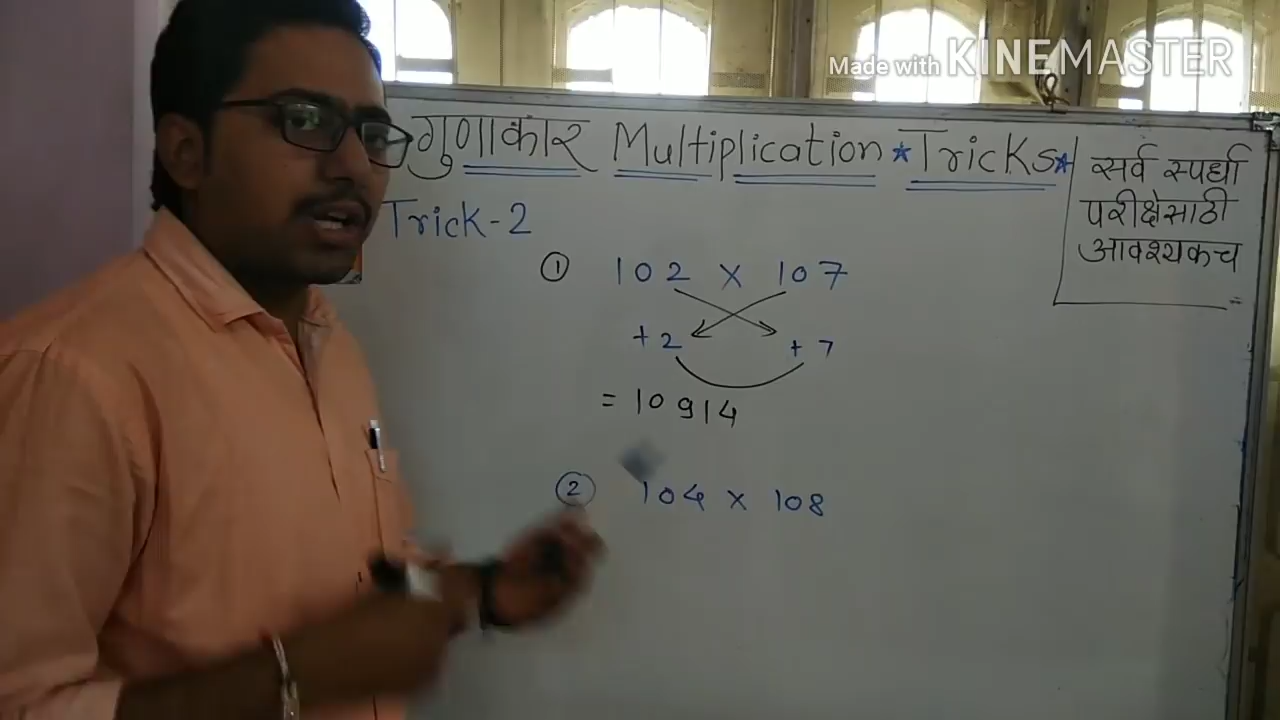 Made with KINEMASTER
गुणाकार Multiplication ★Tricks★
सर्व स्पर्धा
परीक्षेसाठी
आवश्यकच
Trick-2
① 102 X 107
+2 +7
= 10914
② 104 x 108